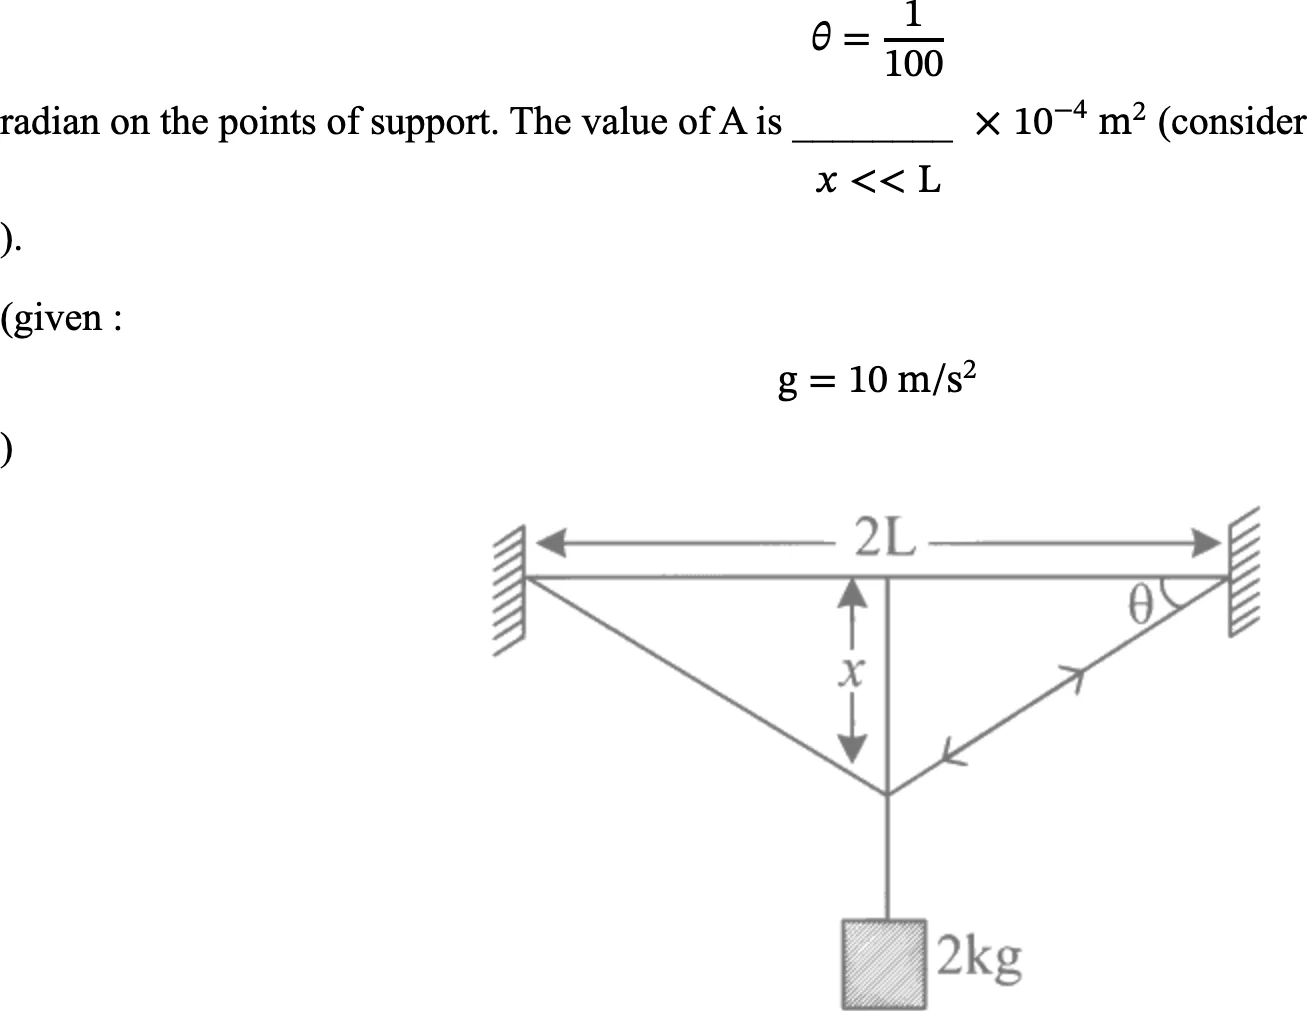 θ = 1/100
radian on the points of support. The value of A is ________ × 10⁻⁴ m² (consider
x << L
).
(given :
g = 10 m/s²
)
2L
θ
x
2kg